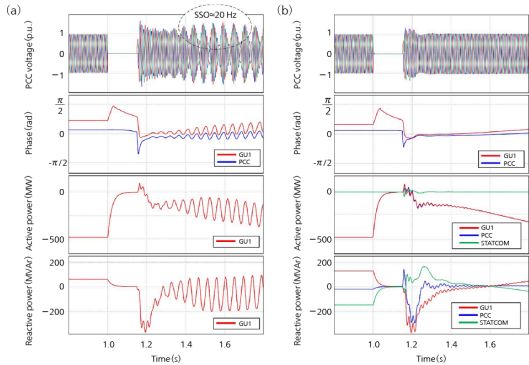 (a)
SSO≈20 Hz
PCC voltage (p.u.)
1
0
−1
Phase (rad)
π
2
0
-π/2
GU1
PCC
Active power (MW)
0
−500
GU1
Reactive power (MVAr)
200
0
−200
GU1
1.0 1.2 1.4 1.6
Time (s)
(b)
PCC voltage (p.u.)
1
0
−1
Phase (rad)
π
2
0
-π/2
GU1
PCC
Active power (MW)
0
−500
GU1
PCC
STATCOM
Reactive power (MVAr)
200
0
−200
GU1
PCC
STATCOM
1.0 1.2 1.4 1.6
Time (s)